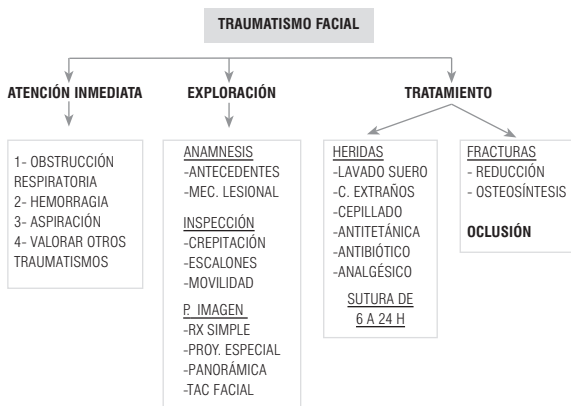 TRAUMATISMO FACIAL
ATENCIÓN INMEDIATA
EXPLORACIÓN
TRATAMIENTO
1- OBSTRUCCIÓN
RESPIRATORIA
2- HEMORRAGIA
3- ASPIRACIÓN
4- VALORAR OTROS
TRAUMATISMOS
ANAMNESIS
-ANTECEDENTES
-MEC. LESIONAL
INSPECCIÓN
-CREPITACIÓN
-ESCALONES
-MOVILIDAD
P. IMAGEN
-RX SIMPLE
-PROY. ESPECIAL
-PANORÁMICA
-TAC FACIAL
HERIDAS
-LAVADO SUERO
-C. EXTRAÑOS
-CEPILLADO
-ANTITETÁNICA
-ANTIBIÓTICO
-ANALGÉSICO
SUTURA DE
6 A 24 H
FRACTURAS
- REDUCCIÓN
- OSTEOSÍNTESIS
OCLUSIÓN